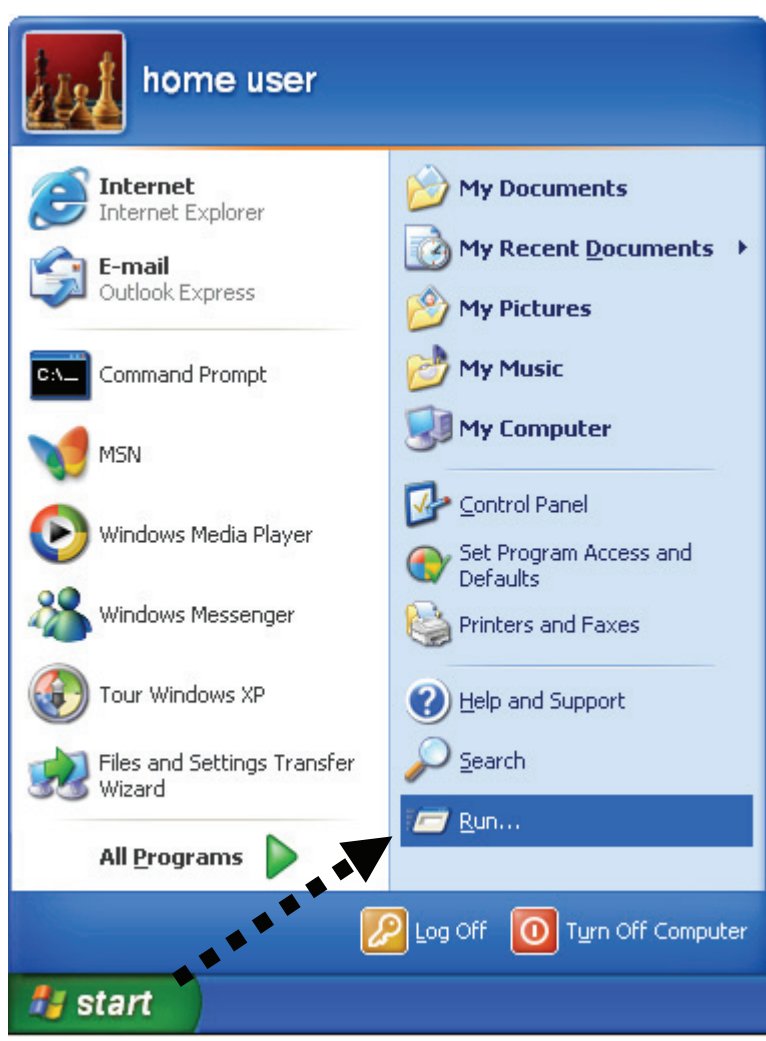 home user
Internet
Internet Explorer
E-mail
Outlook Express
C:\_
Command Prompt
MSN
Windows Media Player
Windows Messenger
Tour Windows XP
Files and Settings Transfer
Wizard
All Programs
My Documents
My Recent Documents
My Pictures
My Music
My Computer
Control Panel
Set Program Access and
Defaults
Printers and Faxes
Help and Support
Search
Run...
Log Off
Turn Off Computer
start